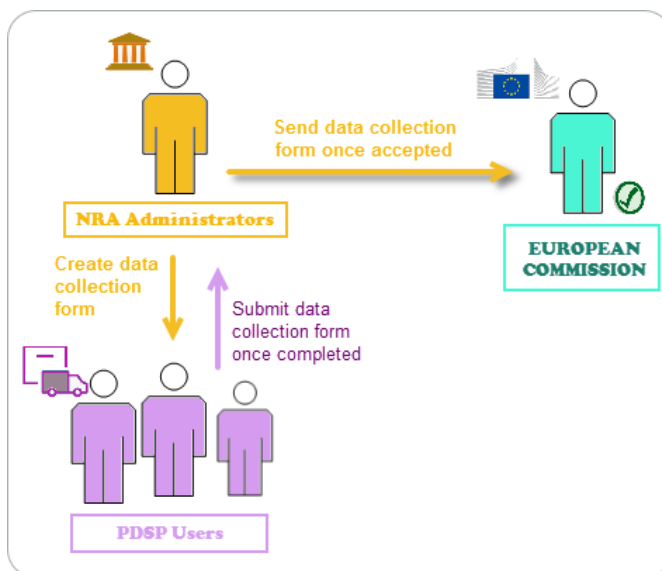 Send data collection
form once accepted
NRA Administrators
EUROPEAN
COMMISSION
Create data
collection
form
Submit data
collection form
once completed
PDSP Users